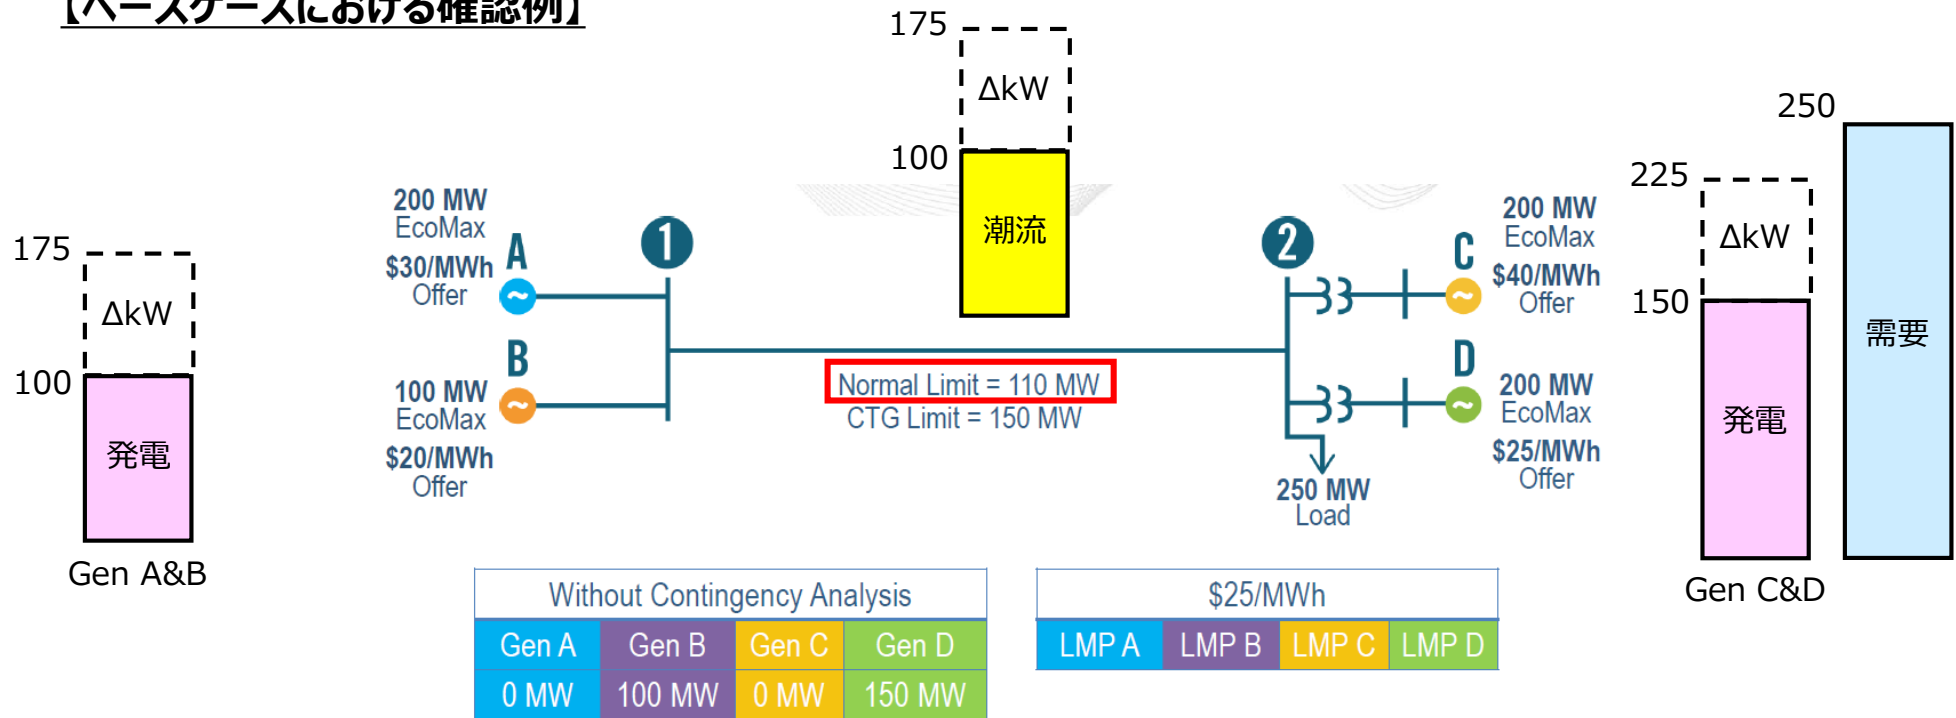 【ベースケースにおける確認例】
175
ΔkW
100
潮流
175
ΔkW
100
発電
Gen A&B
200 MW
EcoMax
$30/MWh
Offer
A
100 MW
EcoMax
$20/MWh
Offer
B
1
Normal Limit = 110 MW
CTG Limit = 150 MW
2
250 MW
Load
C
200 MW
EcoMax
$40/MWh
Offer
D
200 MW
EcoMax
$25/MWh
Offer
225
ΔkW
150
発電
Gen C&D
250
需要
Without Contingency Analysis
Gen A Gen B Gen C Gen D
0 MW 100 MW 0 MW 150 MW
$25/MWh
LMP A LMP B LMP C LMP D